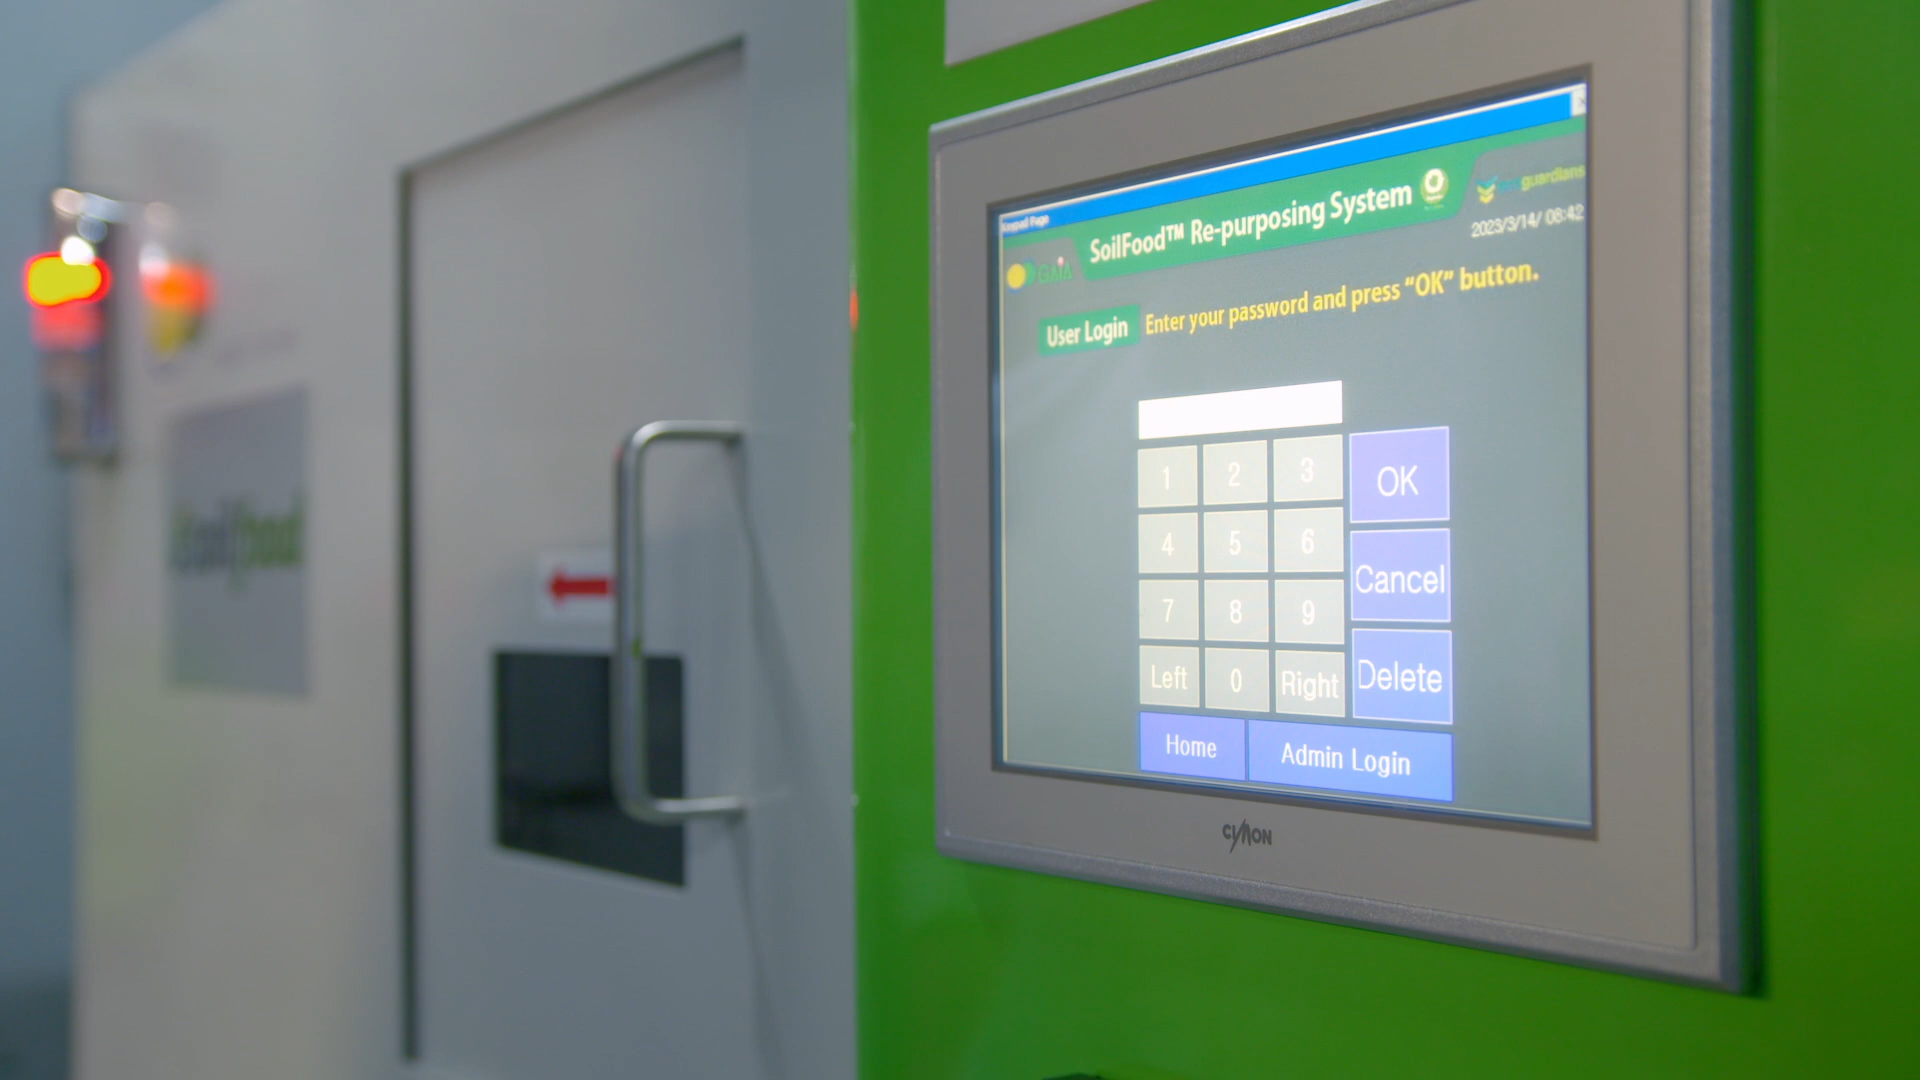 Keypad Page
SoilFood™ Re-purposing System
GAIA
guardians
2023/3/14/ 08:42
User Login
Enter your password and press “OK” button.
1 2 3 OK
4 5 6 Cancel
7 8 9
Left 0 Right Delete
Home Admin Login
CIMON
soilfood